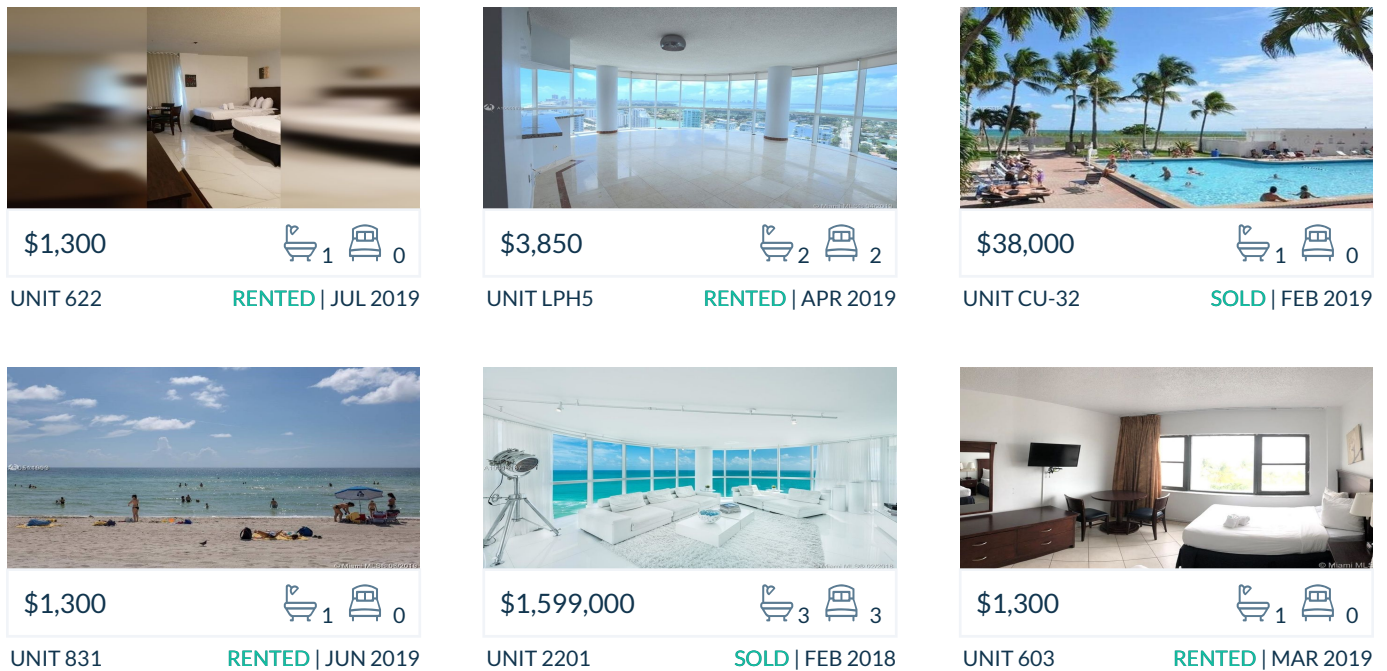 $1,300 1 0
UNIT 622 RENTED | JUL 2019
$3,850 2 2
UNIT LPH5 RENTED | APR 2019
$38,000 1 0
UNIT CU-32 SOLD | FEB 2019
$1,300 1 0
UNIT 831 RENTED | JUN 2019
$1,599,000 3 3
UNIT 2201 SOLD | FEB 2018
© Miami MLS
$1,300 1 0
UNIT 603 RENTED | MAR 2019